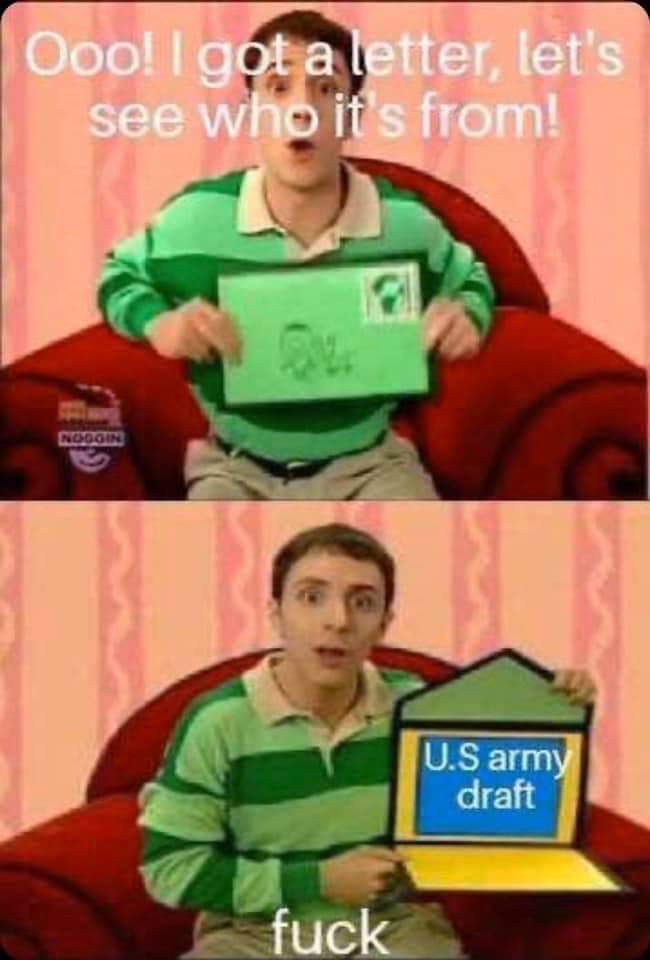 Ooo! I got a letter, let's
see who it's from!
NOGGIN
U.S army
draft
fuck